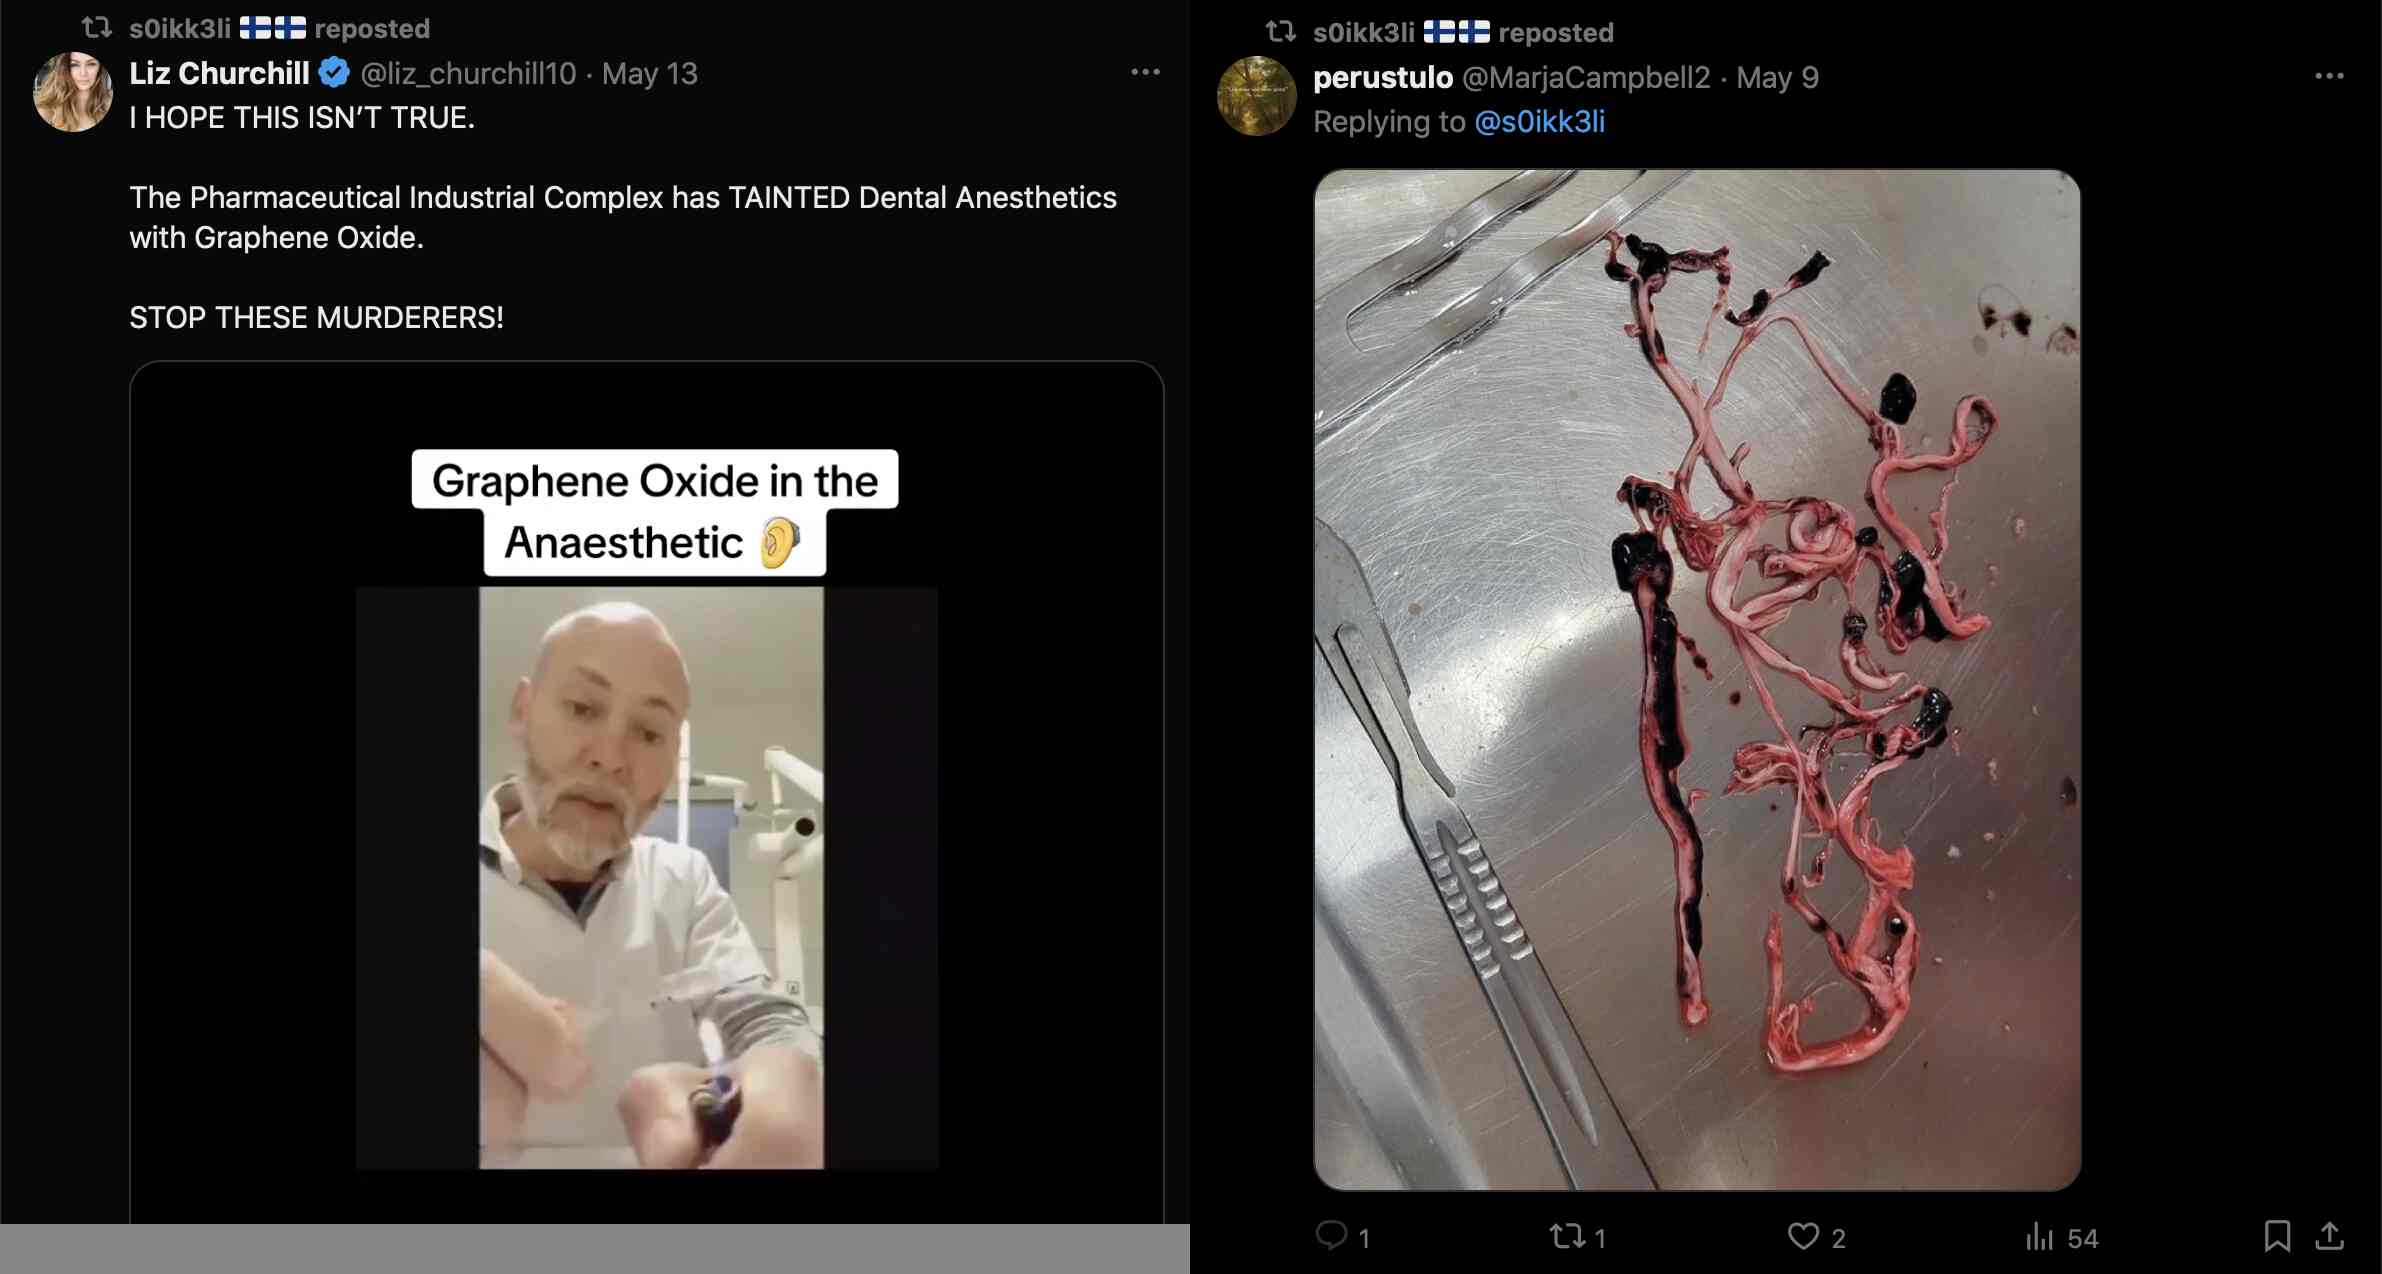 s0ikk3li 🇫🇮🇫🇮 reposted
Liz Churchill @liz_churchill10 · May 13
I HOPE THIS ISN’T TRUE.
The Pharmaceutical Industrial Complex has TAINTED Dental Anesthetics
with Graphene Oxide.
STOP THESE MURDERERS!
Graphene Oxide in the
Anaesthetic 🦻
s0ikk3li 🇫🇮🇫🇮 reposted
perustulo @MarjaCampbell2 · May 9
Replying to @s0ikk3li
1
1
2
54